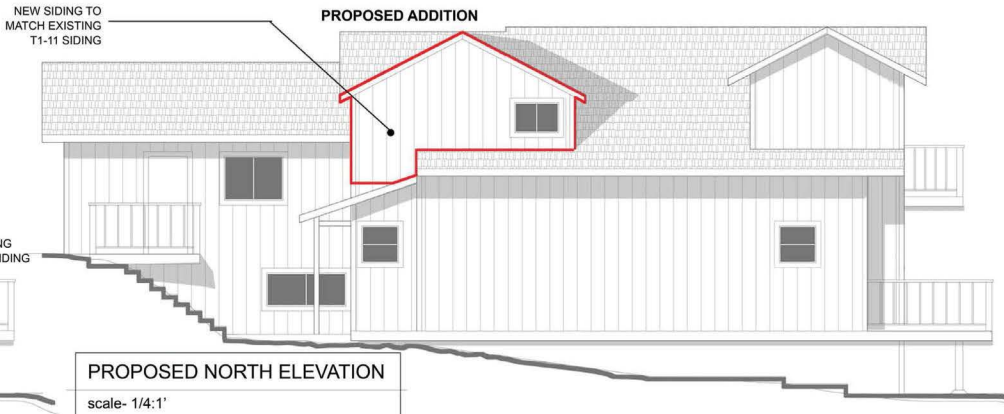 NEW SIDING TO
MATCH EXISTING
T1-11 SIDING
PROPOSED ADDITION
PROPOSED NORTH ELEVATION
scale- 1/4:1'